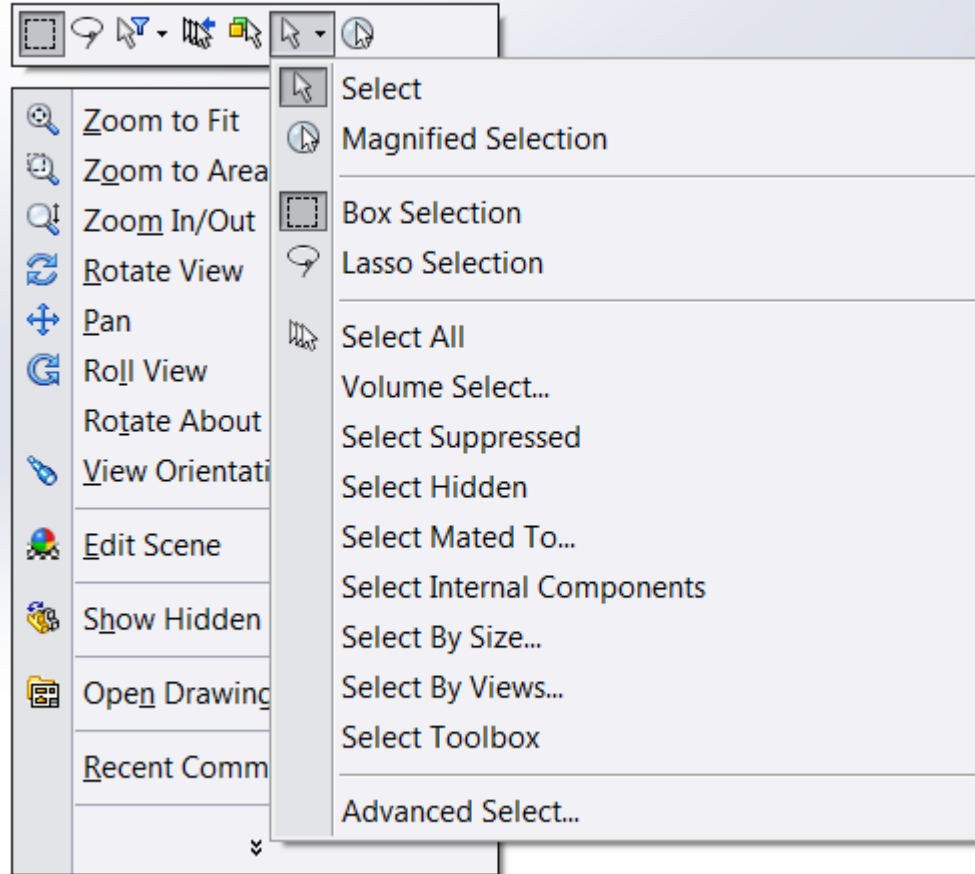 Select
Magnified Selection
Box Selection
Lasso Selection
Select All
Volume Select...
Select Suppressed
Select Hidden
Select Mated To...
Select Internal Components
Select By Size...
Select By Views...
Select Toolbox
Advanced Select...
Zoom to Fit
Zoom to Area
Zoom In/Out
Rotate View
Pan
Roll View
Rotate About
View Orientati
Edit Scene
Show Hidden
Open Drawing
Recent Comm